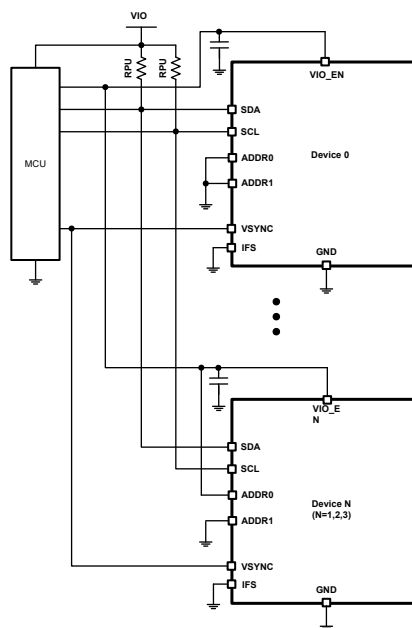 VIO
RPU
RPU
VIO_EN
SDA
SCL
MCU
ADDR0
Device 0
ADDR1
VSYNC
IFS
GND
VIO_E
N
SDA
SCL
ADDR0
Device N
(N=1,2,3)
ADDR1
VSYNC
IFS
GND